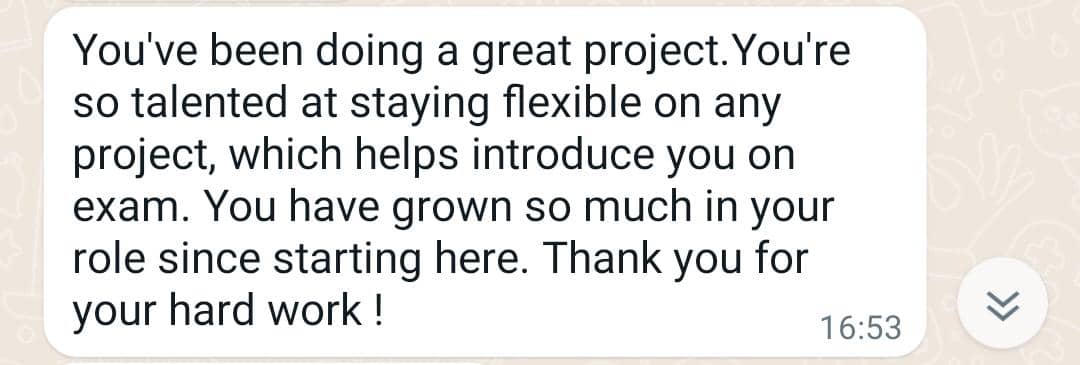 You've been doing a great project.You're
so talented at staying flexible on any
project, which helps introduce you on
exam. You have grown so much in your
role since starting here. Thank you for
your hard work !
16:53